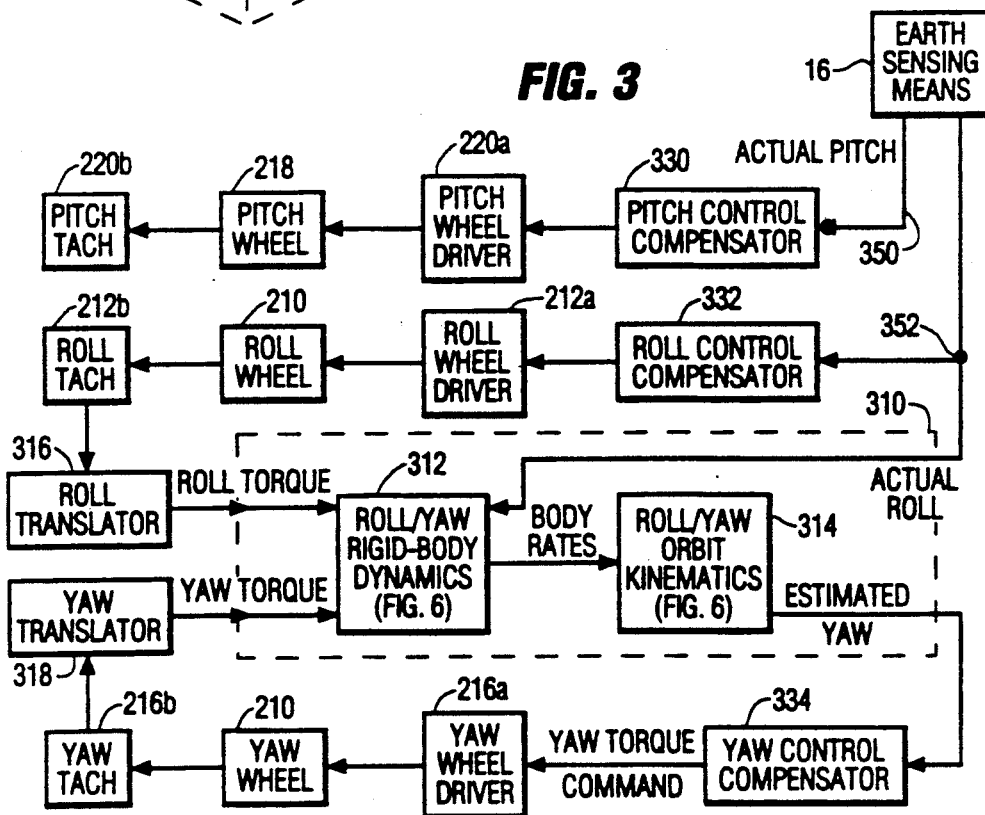 FIG. 3
EARTH
SENSING
MEANS
16
ACTUAL PITCH
220b
PITCH
TACH
218
PITCH
WHEEL
220a
PITCH
WHEEL
DRIVER
330
PITCH CONTROL
COMPENSATOR
350
212b
ROLL
TACH
210
ROLL
WHEEL
212a
ROLL
WHEEL
DRIVER
332
ROLL CONTROL
COMPENSATOR
352
310
316
ROLL
TRANSLATOR
ROLL TORQUE
312
ROLL/YAW
RIGID-BODY
DYNAMICS
(FIG. 6)
BODY
RATES
ROLL/YAW
ORBIT
KINEMATICS
(FIG. 6)
314
ACTUAL
ROLL
YAW
TRANSLATOR
318
YAW TORQUE
ESTIMATED
YAW
216b
YAW
TACH
210
YAW
WHEEL
216a
YAW
WHEEL
DRIVER
YAW TORQUE
COMMAND
334
YAW CONTROL
COMPENSATOR